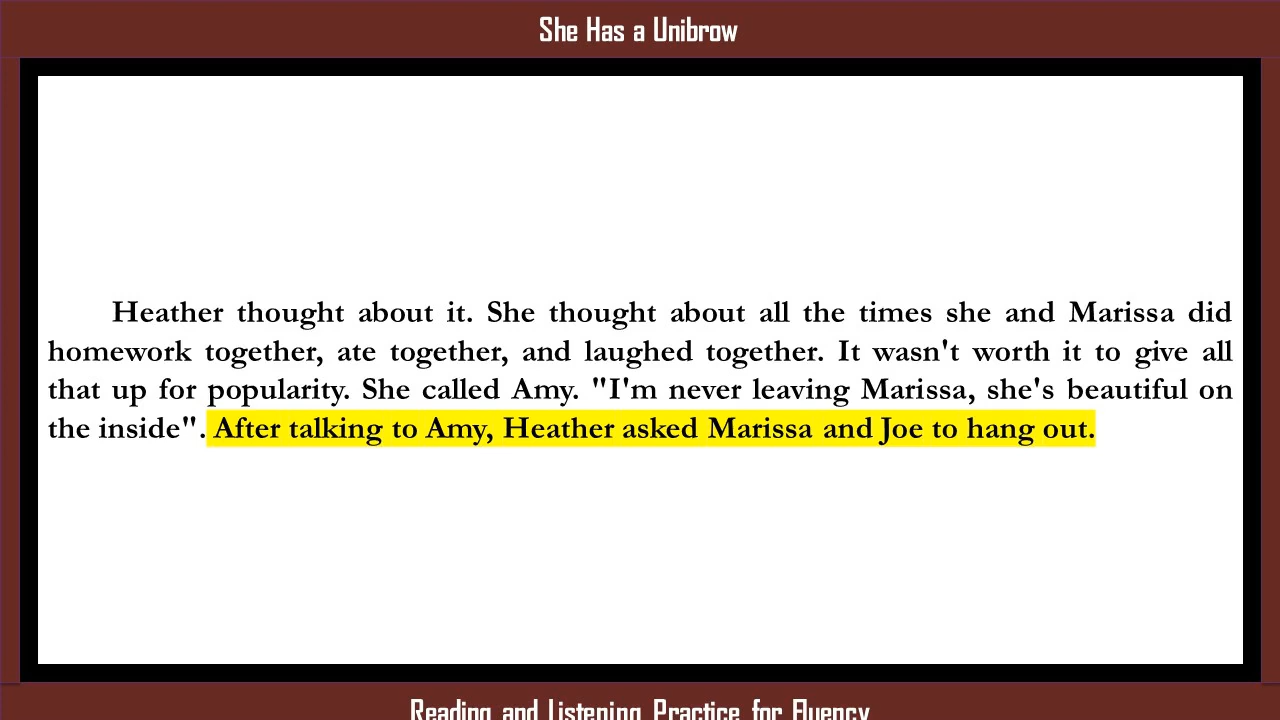 She Has a Unibrow
Heather thought about it. She thought about all the times she and Marissa did
homework together, ate together, and laughed together. It wasn't worth it to give all
that up for popularity. She called Amy. "I'm never leaving Marissa, she's beautiful on
the inside". After talking to Amy, Heather asked Marissa and Joe to hang out.
Reading and Listening Practice for Fluency